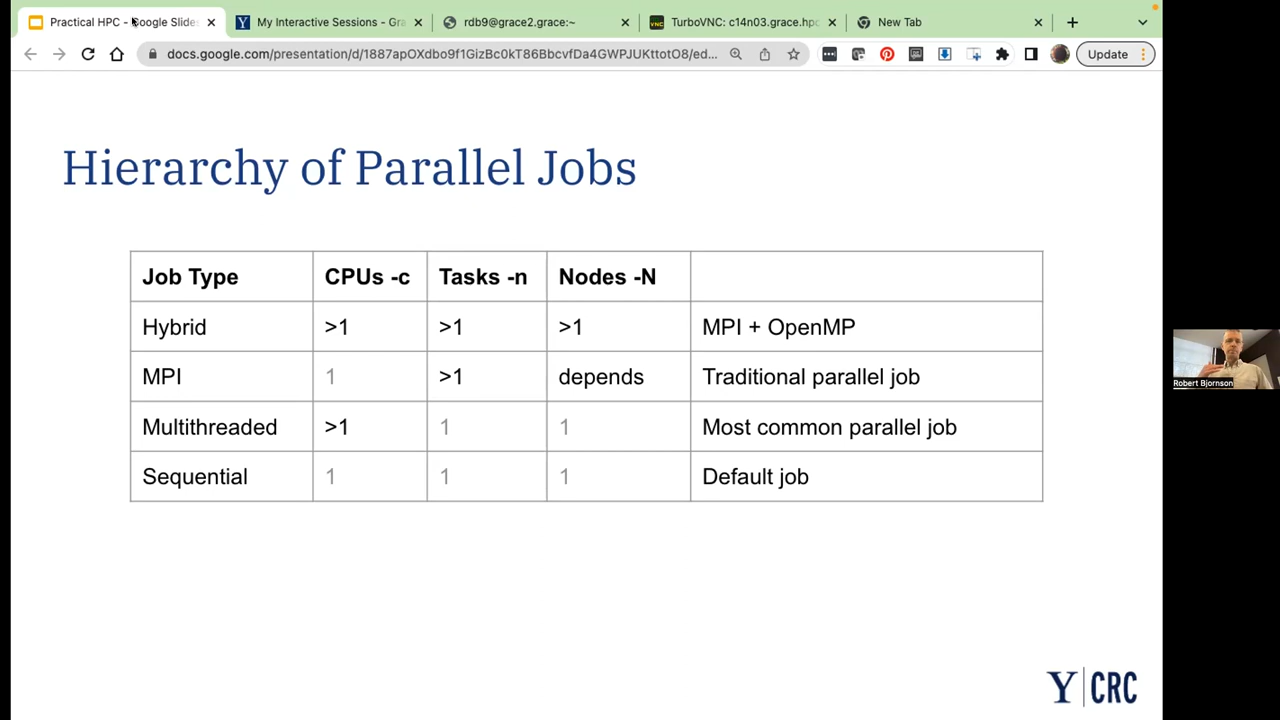 Practical HPC - Google Slides
My Interactive Sessions - Gra
rdb9@grace2.grace:~
TurboVNC: c14n03.grace.hpc
New Tab
docs.google.com/presentation/d/1887apOXdbo9f1GizBc0kT86BbcvfDa4GWPJUKttotO8/ed...
Update
Hierarchy of Parallel Jobs
Job Type CPUs -c Tasks -n Nodes -N
Hybrid >1 >1 >1 MPI + OpenMP
MPI 1 >1 depends Traditional parallel job
Multithreaded >1 1 1 Most common parallel job
Sequential 1 1 1 Default job
Robert Bjornson
Y CRC